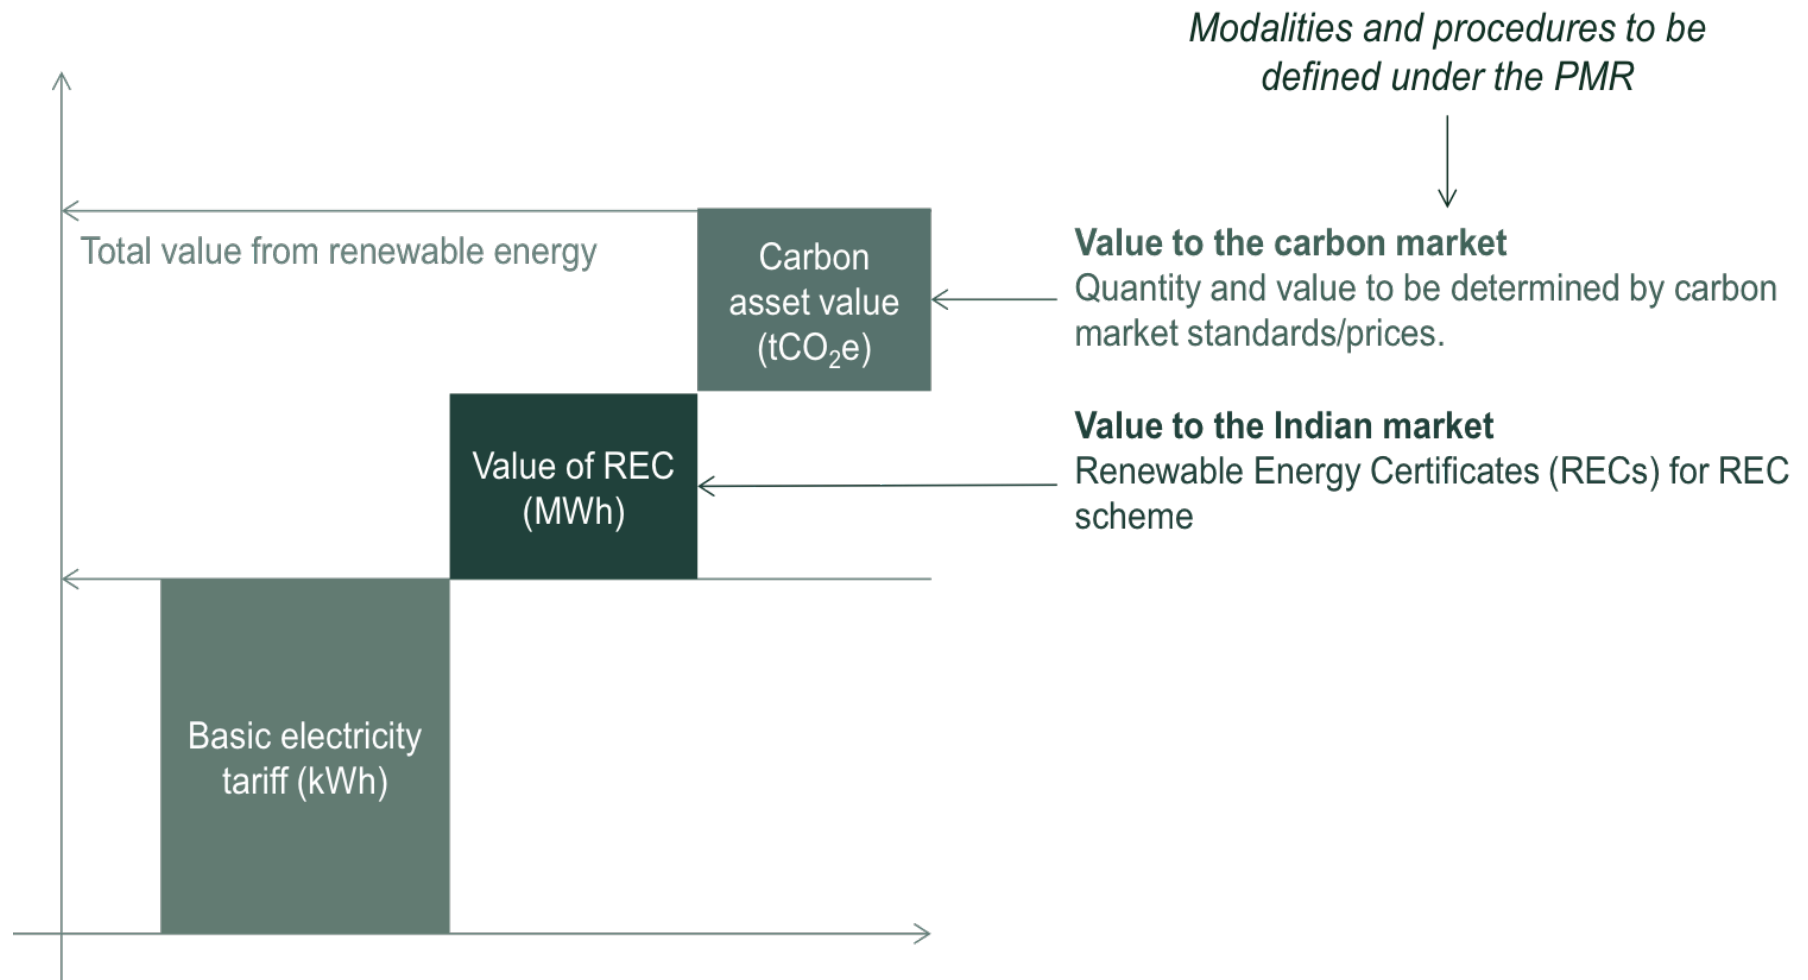 Modalities and procedures to be
defined under the PMR
Total value from renewable energy
Carbon
asset value
(tCO₂e)
Value to the carbon market
Quantity and value to be determined by carbon
market standards/prices.
Value of REC
(MWh)
Value to the Indian market
Renewable Energy Certificates (RECs) for REC
scheme
Basic electricity
tariff (kWh)